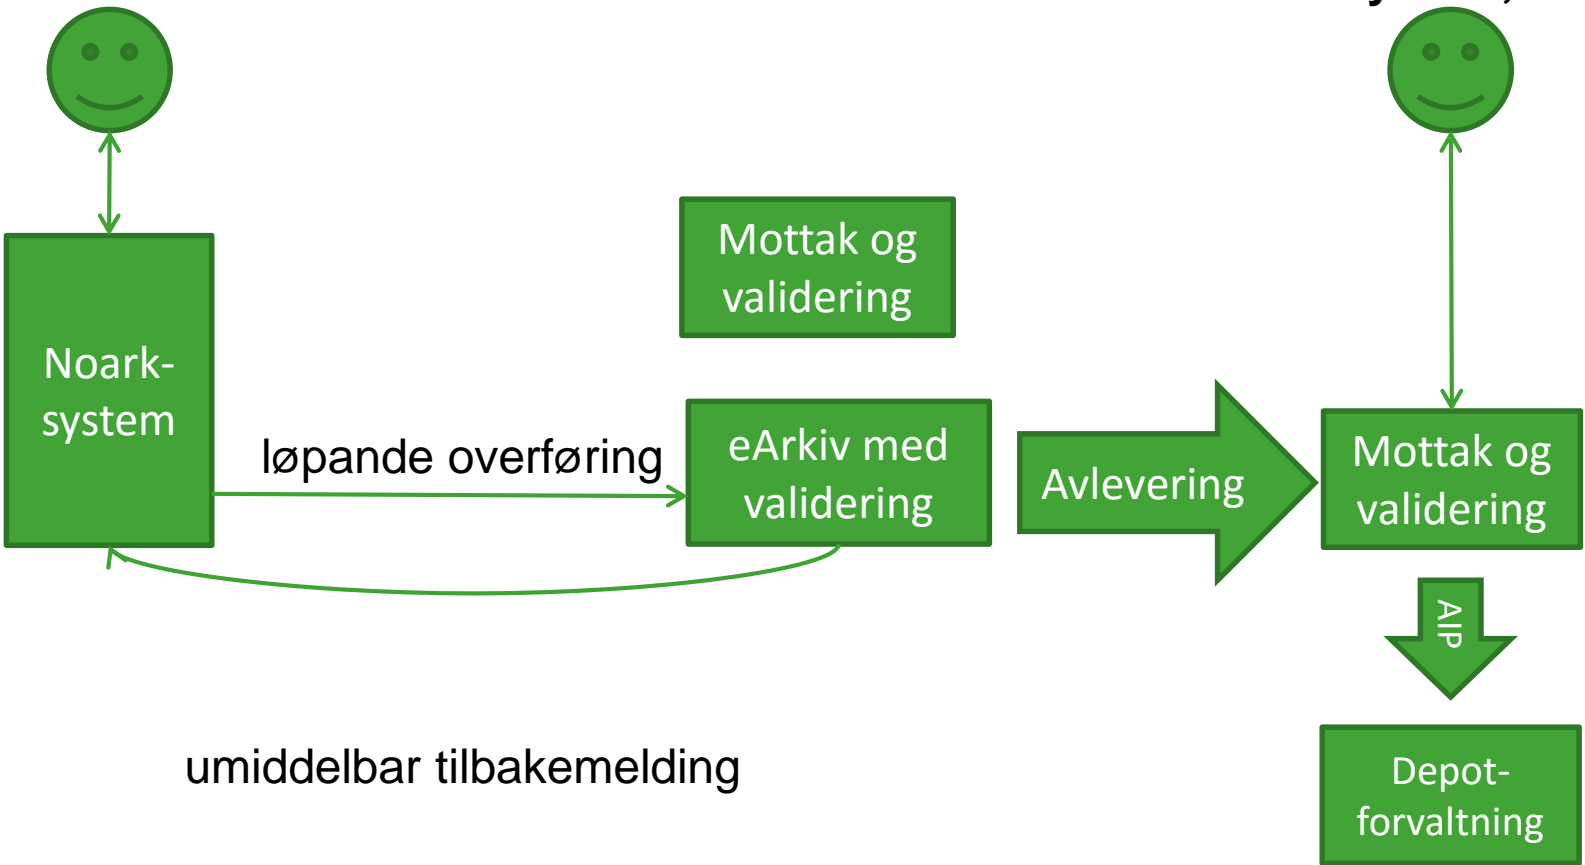 Mottak og
validering
Noark-
system
løpande overføring
eArkiv med
validering
Avlevering
Mottak og
validering
AIP
umiddelbar tilbakemelding
Depot-
forvaltning